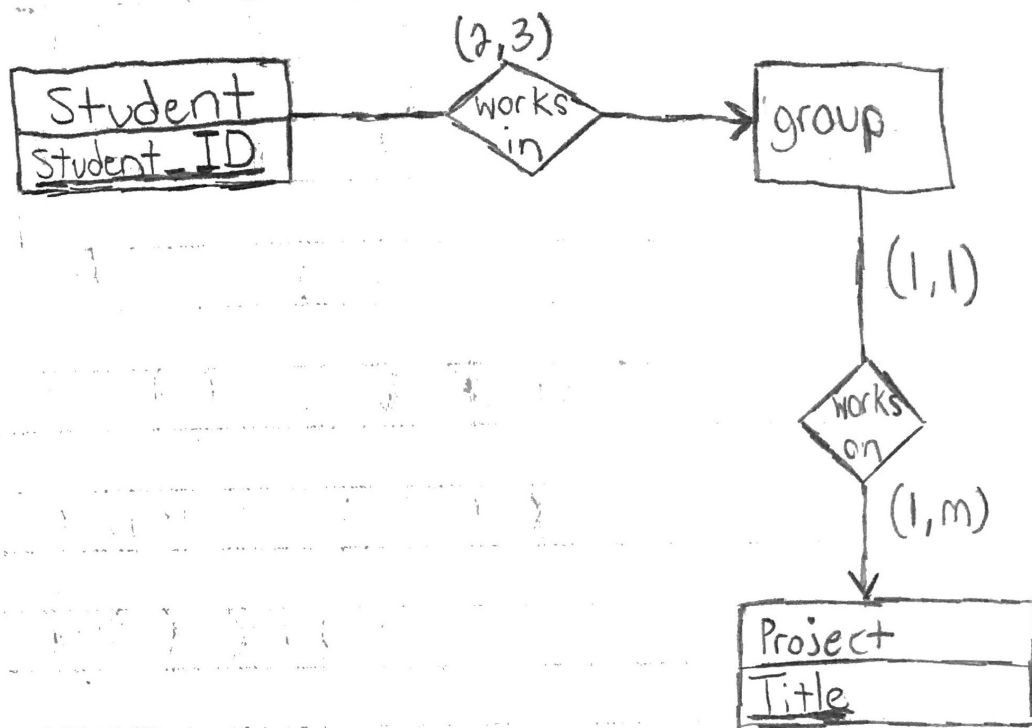 (2,3)
Student
works
in
group
Student_ID
(1,1)
works
on
(1,m)
Project
Title